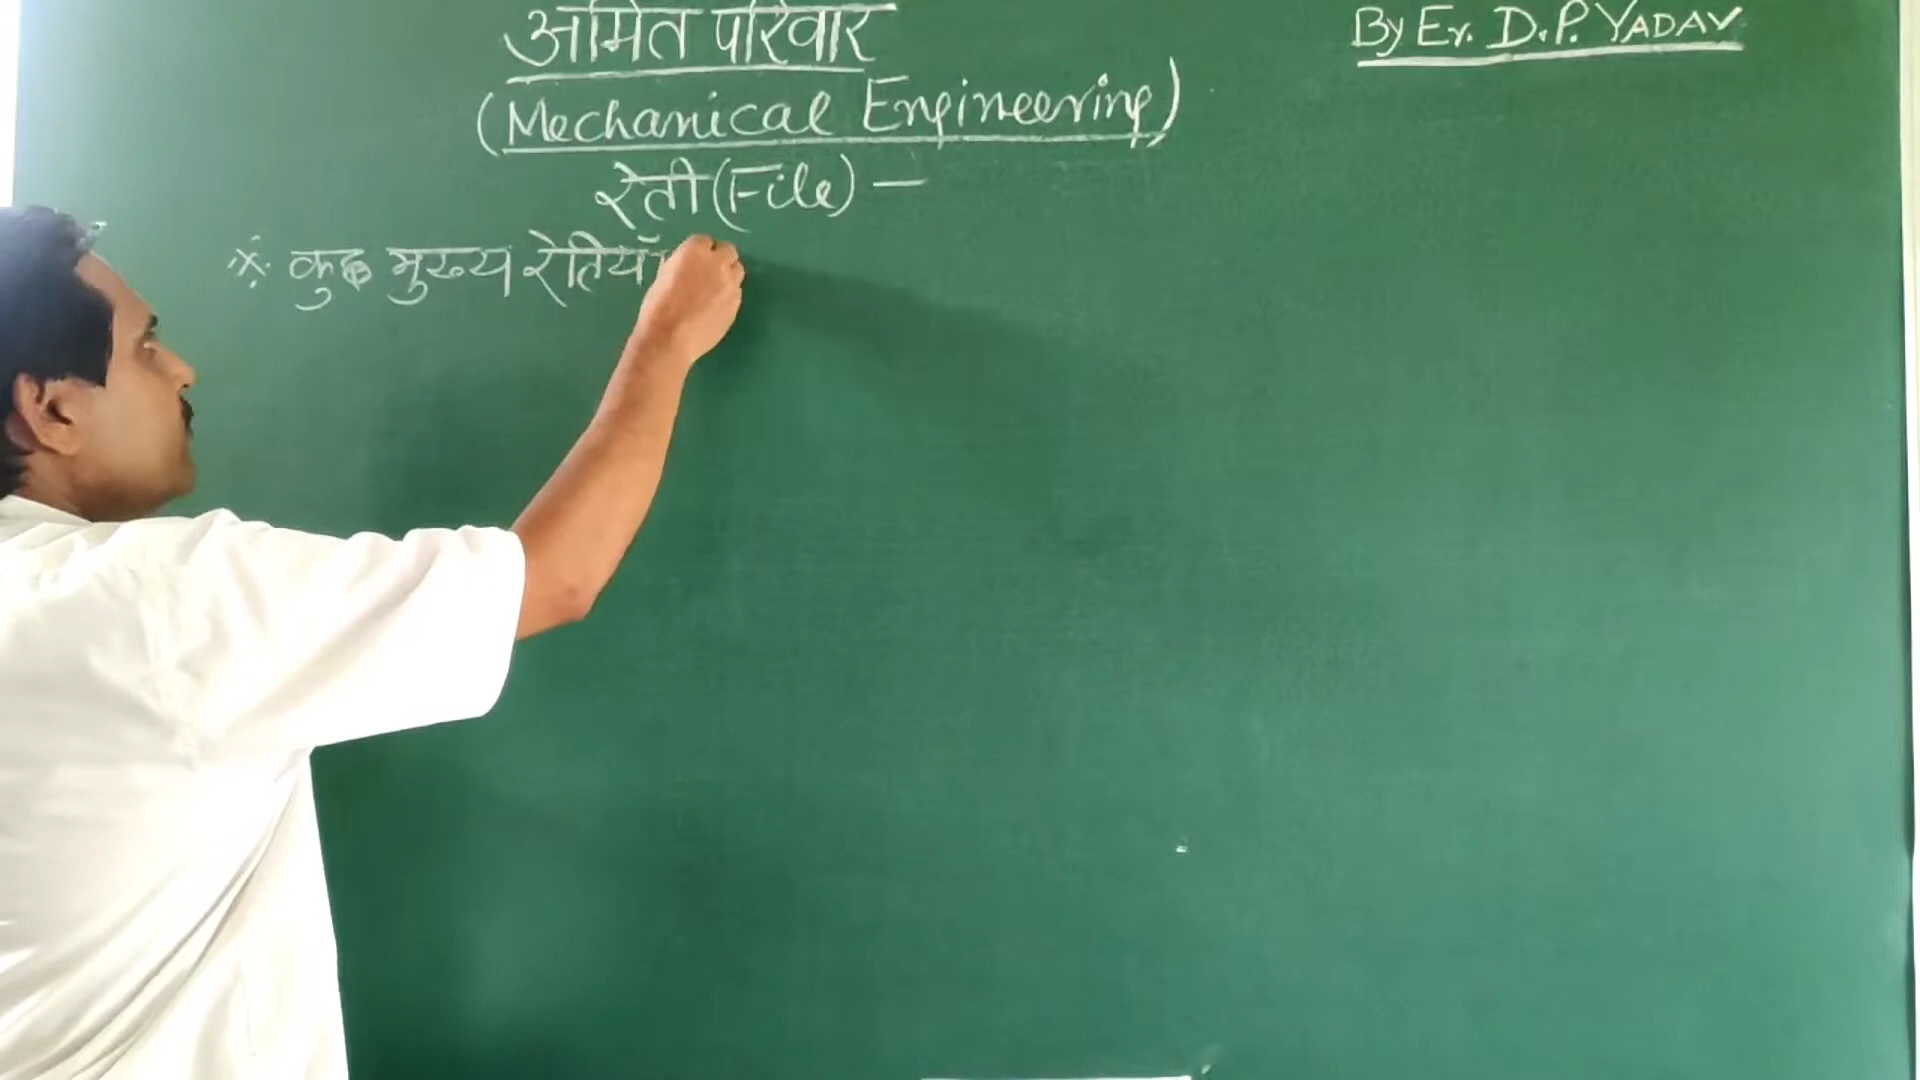 अमित परिवार
By Er. D.P. YADAV
(Mechanical Engineering)
रेती (File) —
※ कुछ मुख्य रेतियाँ